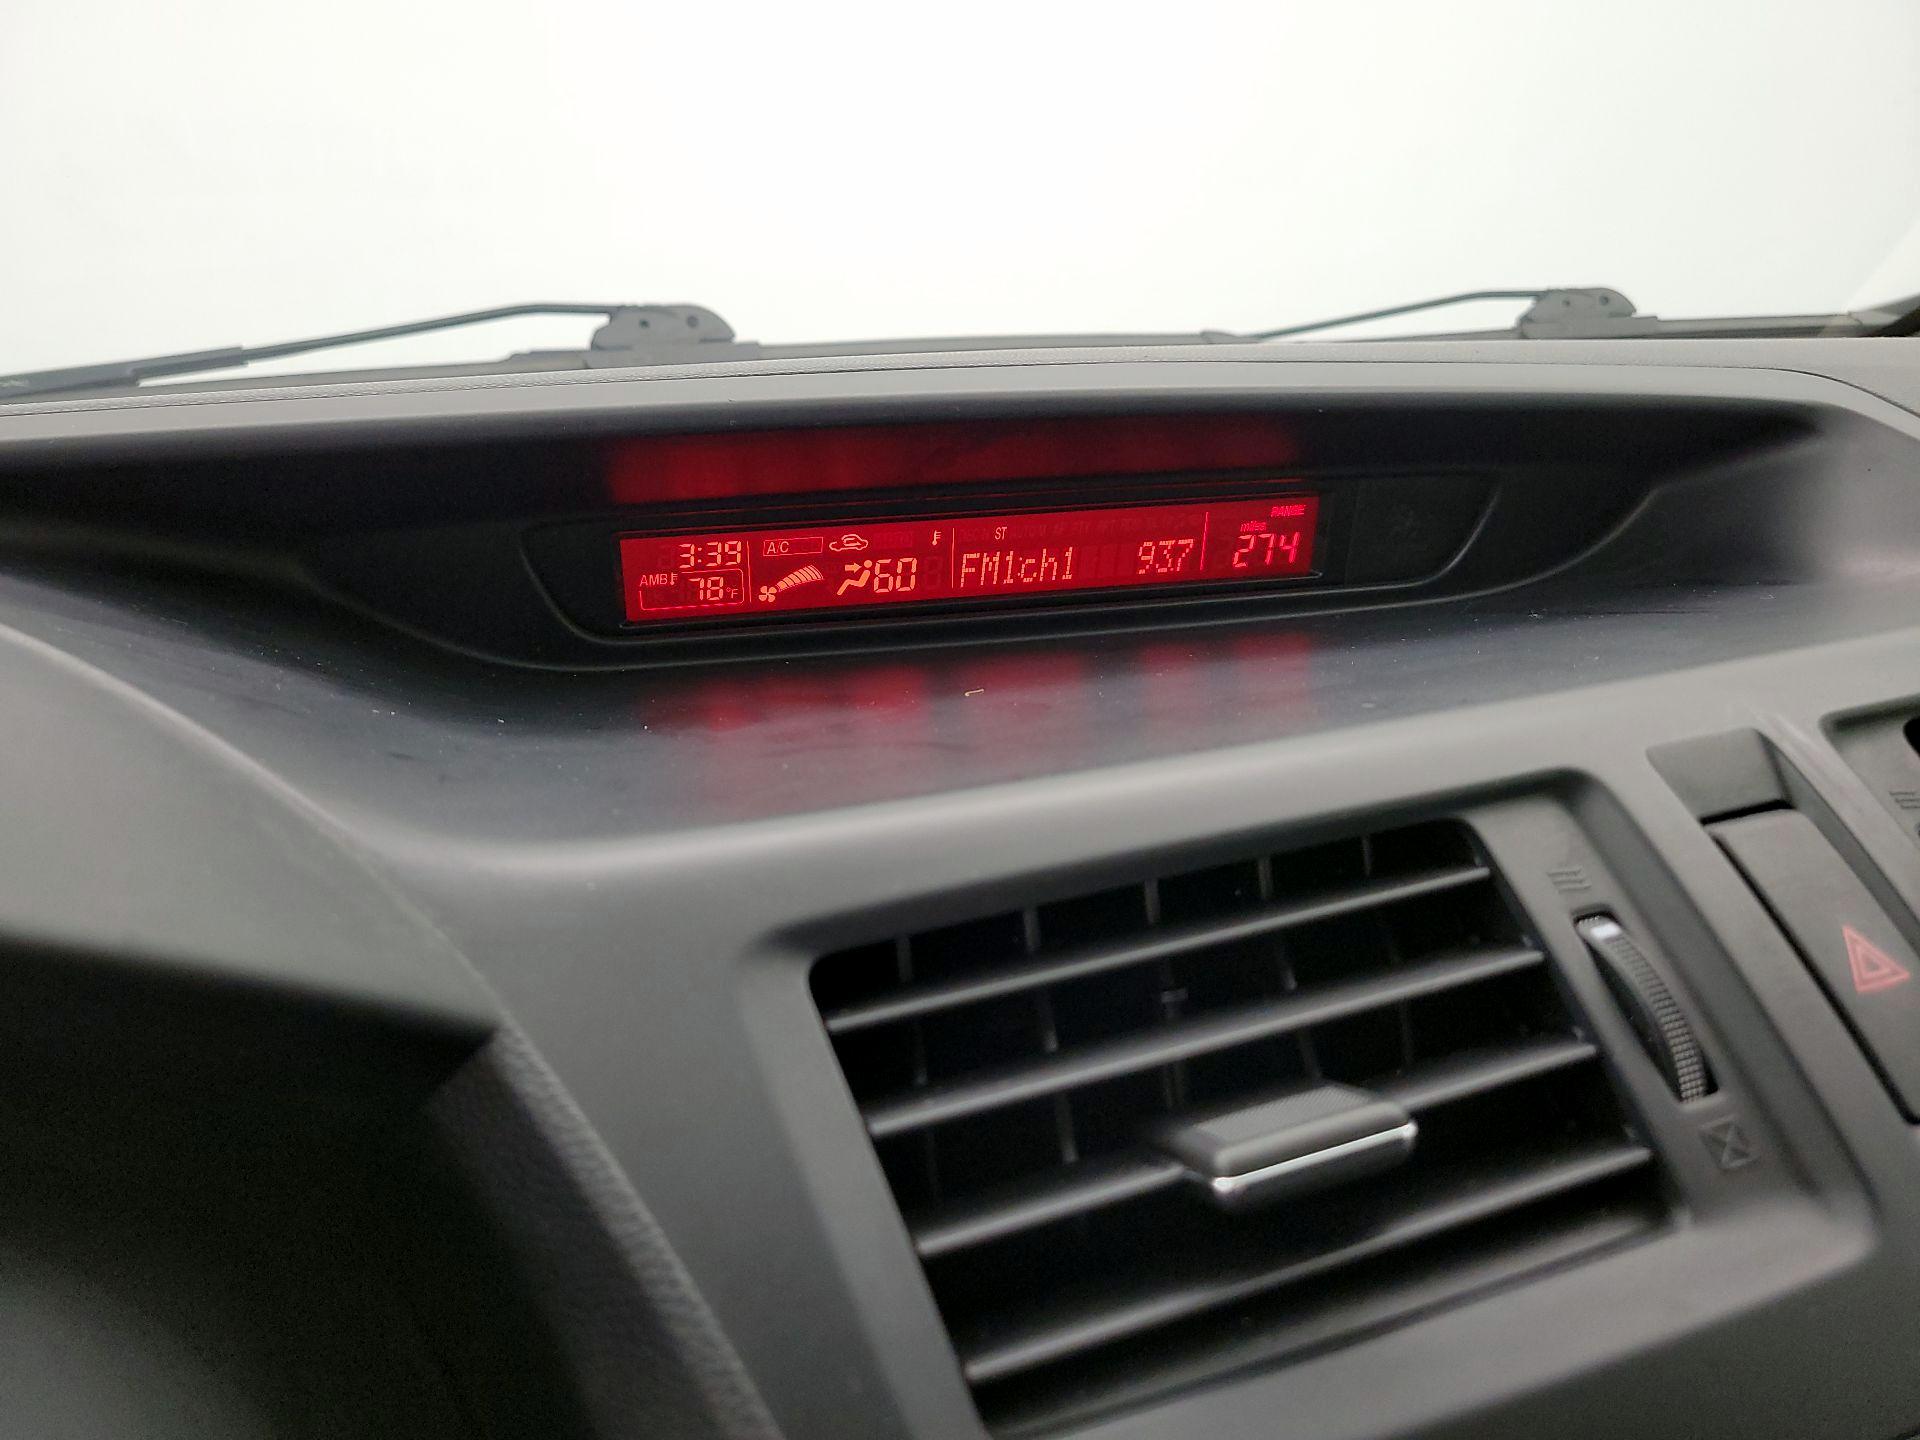 3:39 A/C ST RANGE
miles
AMB 78°F 60 FM1ch1 93.7 274